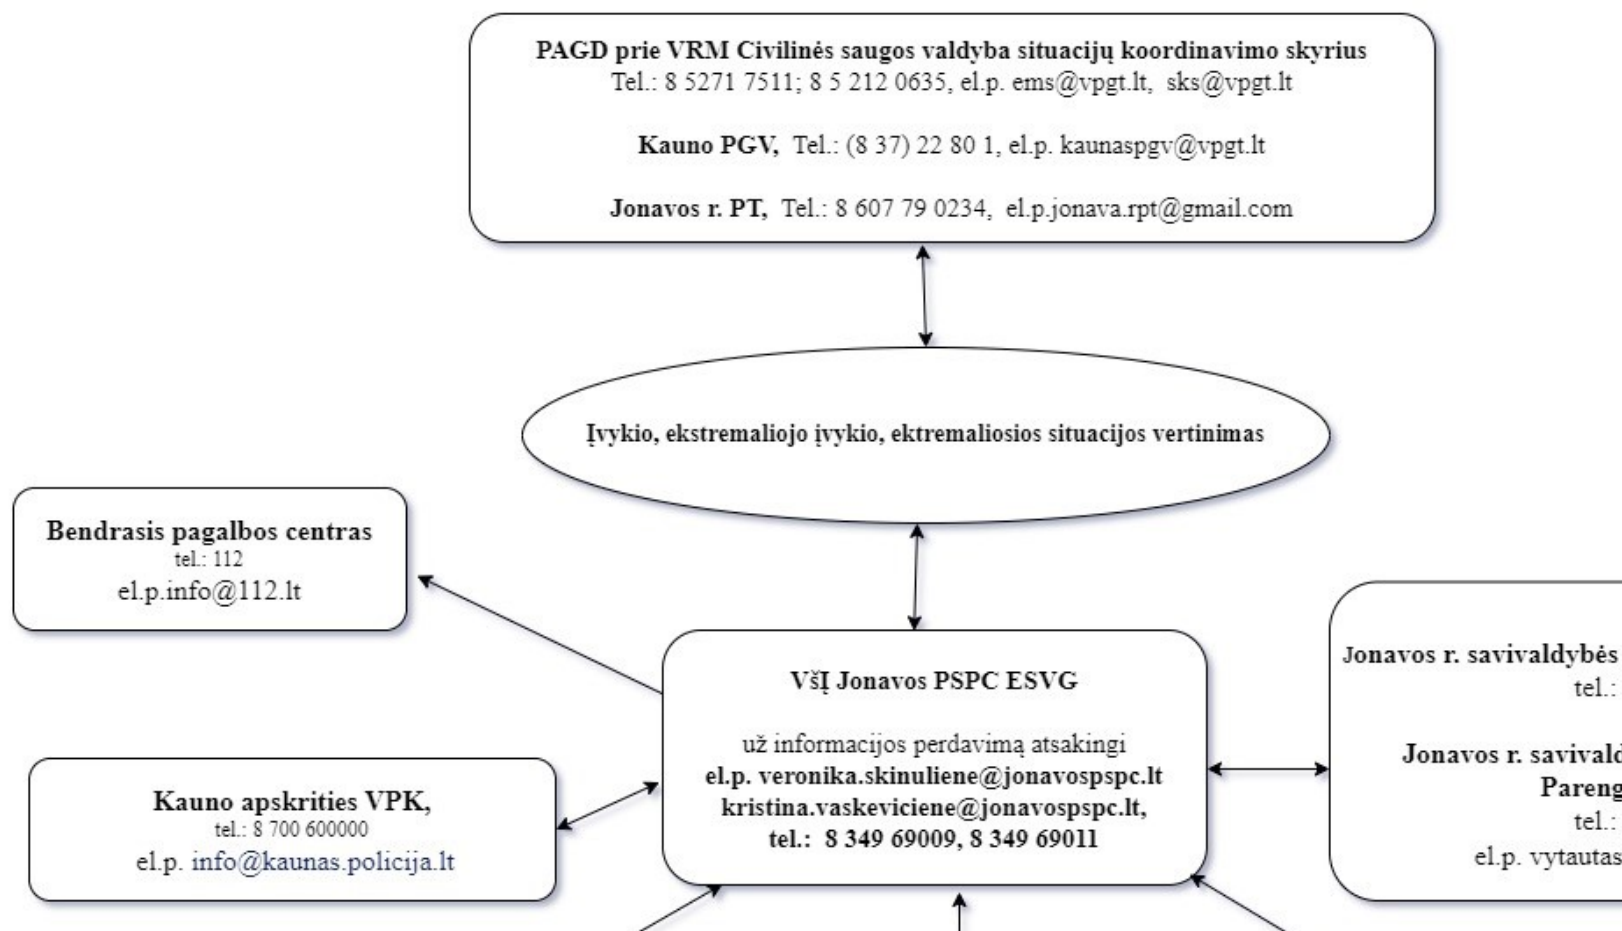 PAGD prie VRM Civilinės saugos valdyba situacijų koordinavimo skyrius
Tel.: 8 5271 7511; 8 5 212 0635, el.p. ems@vpgt.lt, sks@vpgt.lt
Kauno PGV, Tel.: (8 37) 22 80 1, el.p. kaunaspgv@vpgt.lt
Jonavos r. PT, Tel.: 8 607 79 0234, el.p.jonava.rpt@gmail.com
Įvykio, ekstremaliojo įvykio, ektremaliosios situacijos vertinimas
Bendrasis pagalbos centras
tel.: 112
el.p.info@112.lt
VšĮ Jonavos PSPC ESVG
už informacijos perdavimą atsakingi
el.p. veronika.skinuliene@jonavospspc.lt
kristina.vaskeviciene@jonavospspc.lt,
tel.: 8 349 69009, 8 349 69011
Kauno apskrities VPK,
tel.: 8 700 600000
el.p. info@kaunas.policija.lt
Jonavos r. savivaldybės
tel.:
Jonavos r. savivald
Pareng
tel.:
el.p. vytautas